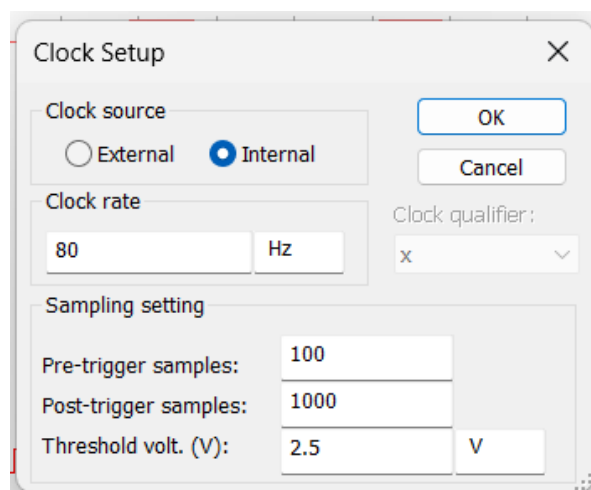 Clock Setup
Clock source
External Internal
OK
Cancel
Clock rate
80 Hz
Clock qualifier:
x
Sampling setting
Pre-trigger samples: 100
Post-trigger samples: 1000
Threshold volt. (V): 2.5 V